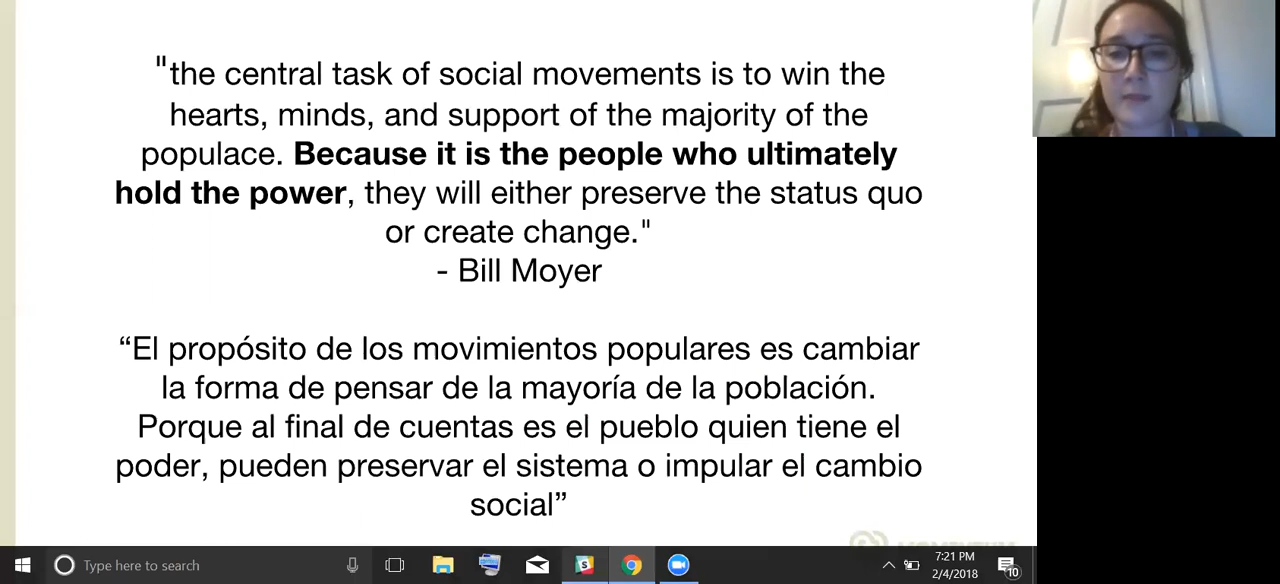 "the central task of social movements is to win the
hearts, minds, and support of the majority of the
populace. Because it is the people who ultimately
hold the power, they will either preserve the status quo
or create change."
- Bill Moyer
“El propósito de los movimientos populares es cambiar
la forma de pensar de la mayoría de la población.
Porque al final de cuentas es el pueblo quien tiene el
poder, pueden preservar el sistema o impular el cambio
social”
Type here to search
S
7:21 PM
2/4/2018
10